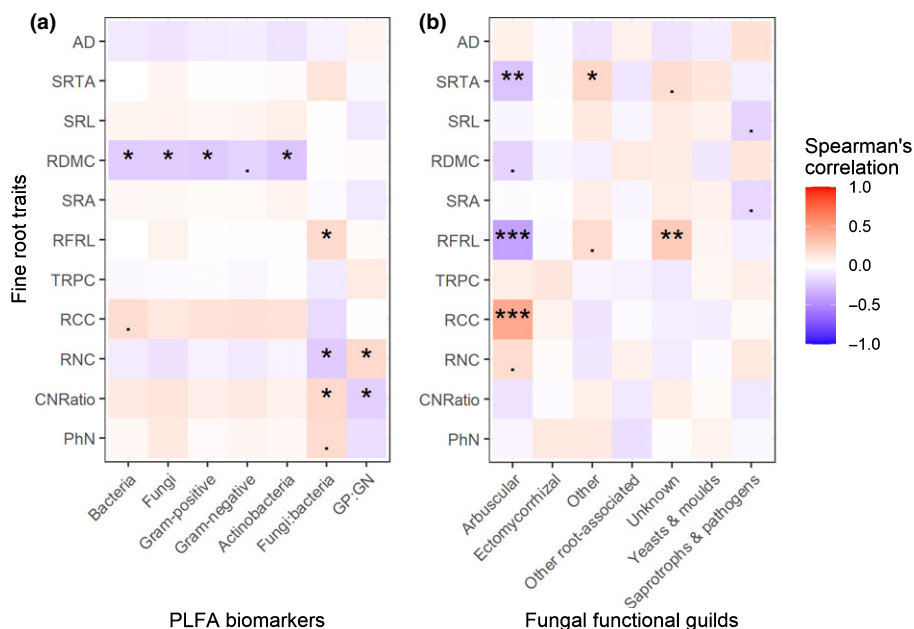 (a)
(b)
Fine root traits
AD
SRTA
SRL
RDMC
SRA
RFRL
TRPC
RCC
RNC
CNRatio
PhN
* * * . *
*
.
* *
* *
.
Bacteria
Fungi
Gram-positive
Gram-negative
Actinobacteria
Fungi:bacteria
GP:GN
PLFA biomarkers
AD
SRTA
SRL
RDMC
SRA
RFRL
TRPC
RCC
RNC
CNRatio
PhN
** * .
.
.
.
*** . **
***
.
Arbuscular
Ectomycorrhizal
Other
Other root-associated
Unknown
Yeasts & moulds
Saprotrophs & pathogens
Fungal functional guilds
Spearman's
correlation
1.0
0.5
0.0
−0.5
−1.0